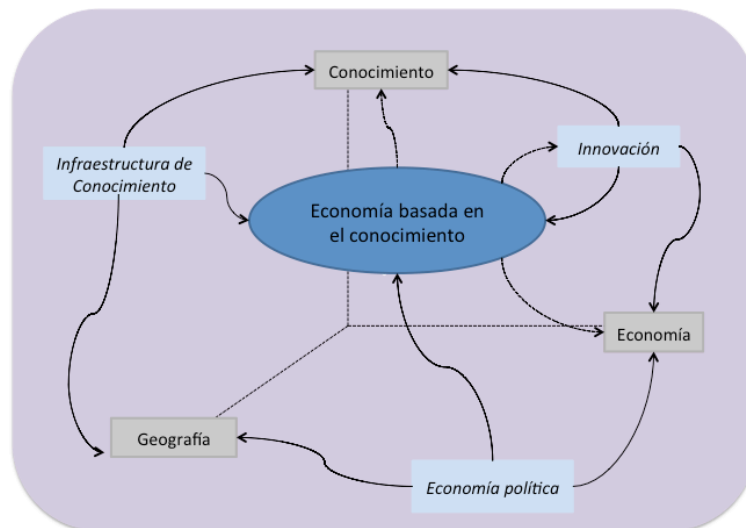 Conocimiento
Infraestructura de
Conocimiento
Innovación
Economía basada en
el conocimiento
Economía
Geografía
Economía política